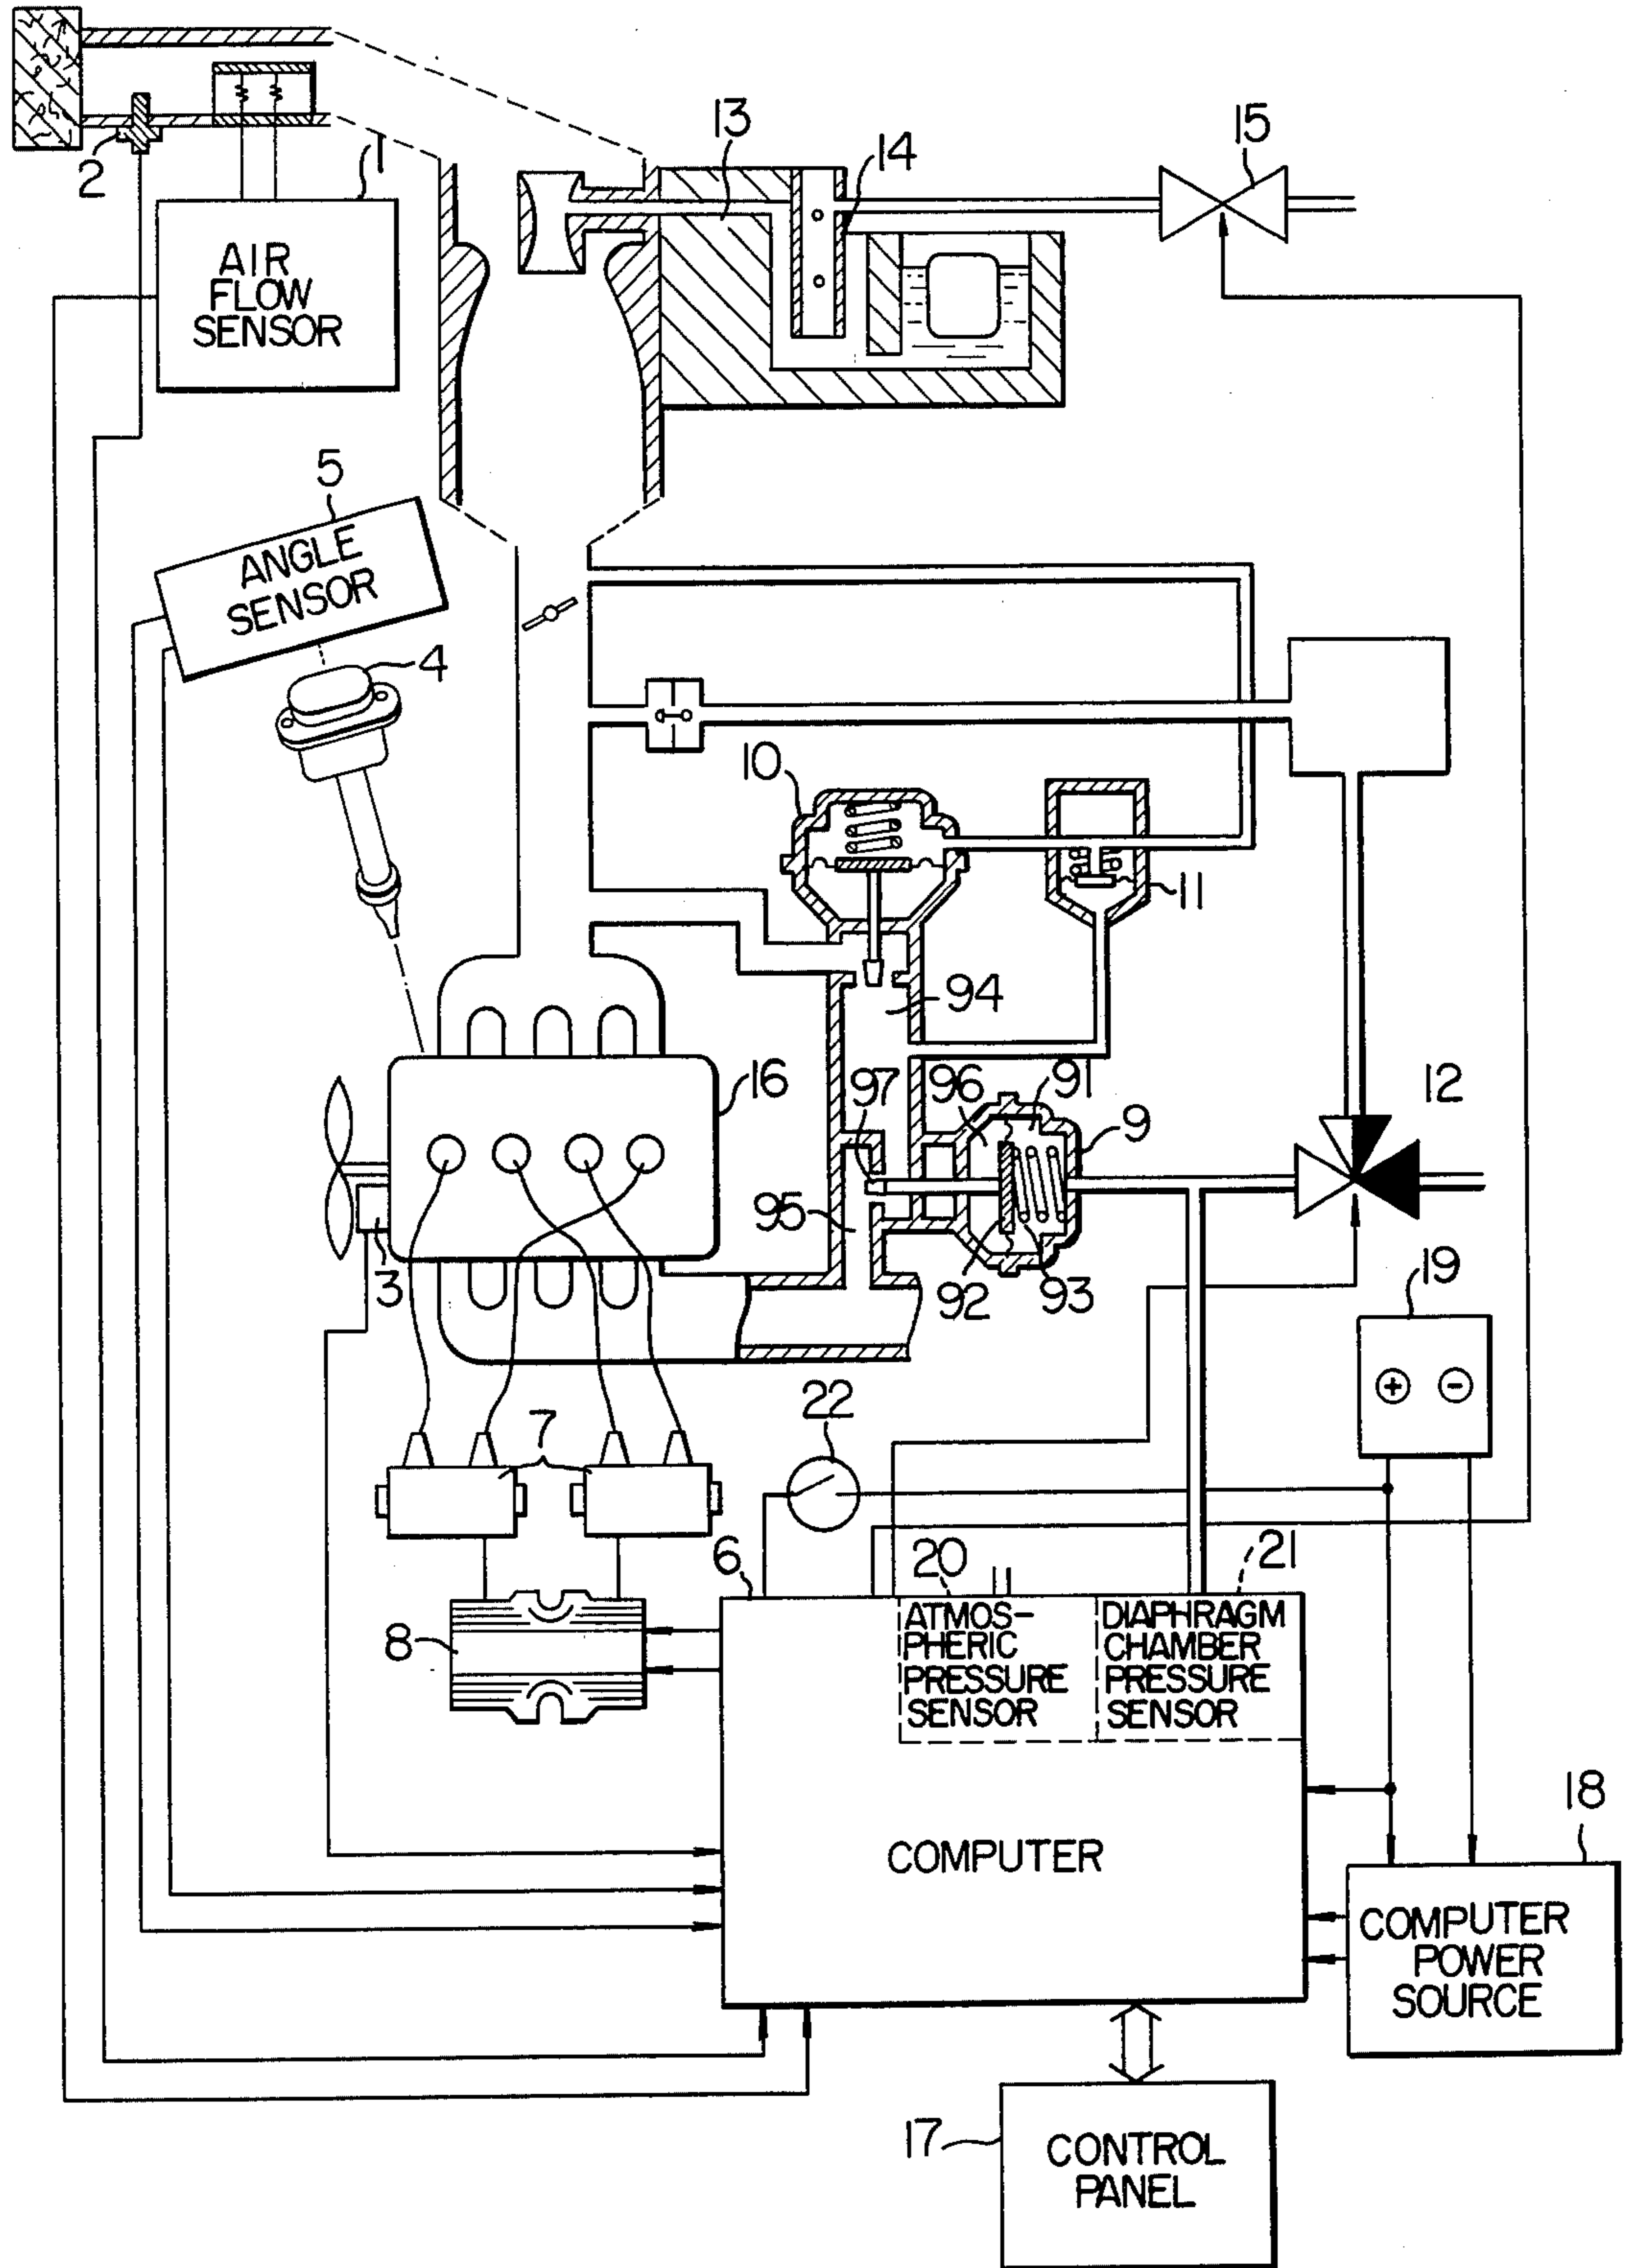 13
15
14
2
1
AIR
FLOW
SENSOR
5
ANGLE
SENSOR
4
10
11
94
16
97
96
91
12
9
95
3
92
93
19
+
-
22
7
6
20
21
ATMOS-
PHERIC
PRESSURE
SENSOR
DIAPHRAGM
CHAMBER
PRESSURE
SENSOR
8
18
COMPUTER
COMPUTER
POWER
SOURCE
17
CONTROL
PANEL